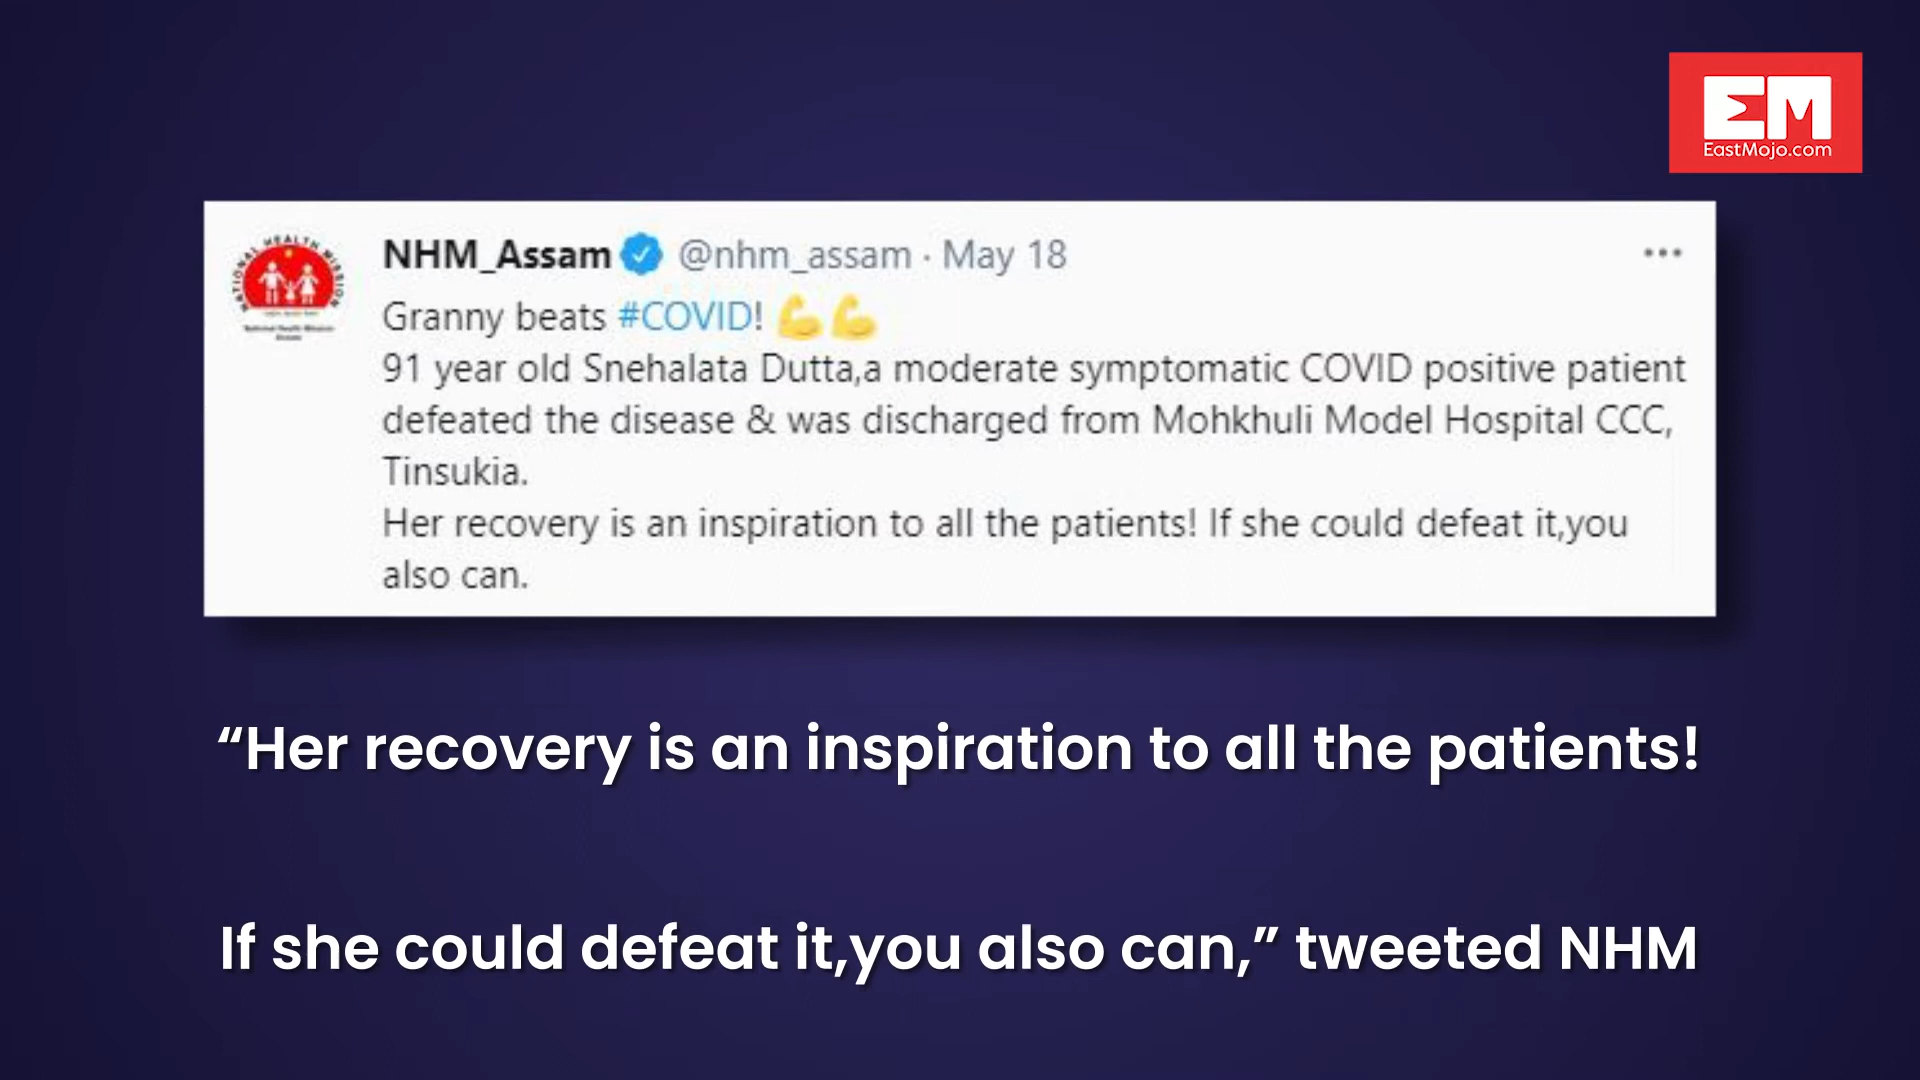 EM
EastMojo.com
NATIONAL HEALTH MISSION
NHM_Assam @nhm_assam · May 18
Granny beats #COVID! 💪💪
91 year old Snehalata Dutta,a moderate symptomatic COVID positive patient
defeated the disease & was discharged from Mohkhuli Model Hospital CCC,
Tinsukia.
Her recovery is an inspiration to all the patients! If she could defeat it,you
also can.
“Her recovery is an inspiration to all the patients!
If she could defeat it,you also can,” tweeted NHM